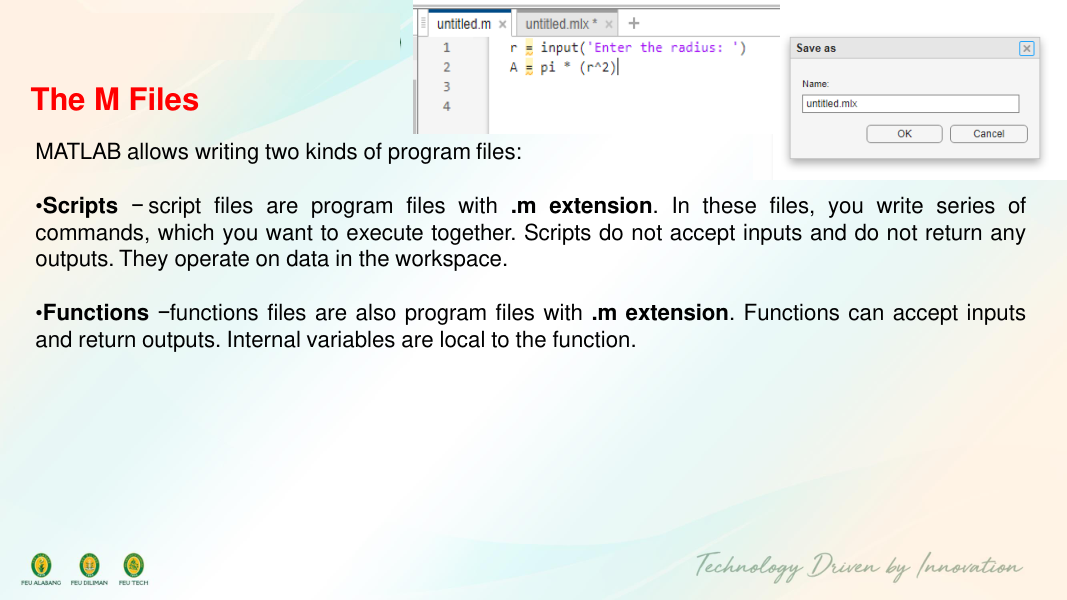 untitled.m × untitled.mlx * × +
1 r = input('Enter the radius: ')
2 A = pi * (r^2)
3
4
Save as ×
Name:
untitled.mlx
OK Cancel
The M Files
MATLAB allows writing two kinds of program files:
•Scripts − script files are program files with .m extension. In these files, you write series of
commands, which you want to execute together. Scripts do not accept inputs and do not return any
outputs. They operate on data in the workspace.
•Functions −functions files are also program files with .m extension. Functions can accept inputs
and return outputs. Internal variables are local to the function.
FEU ALABANG FEU DILIMAN FEU TECH
Technology Driven by Innovation